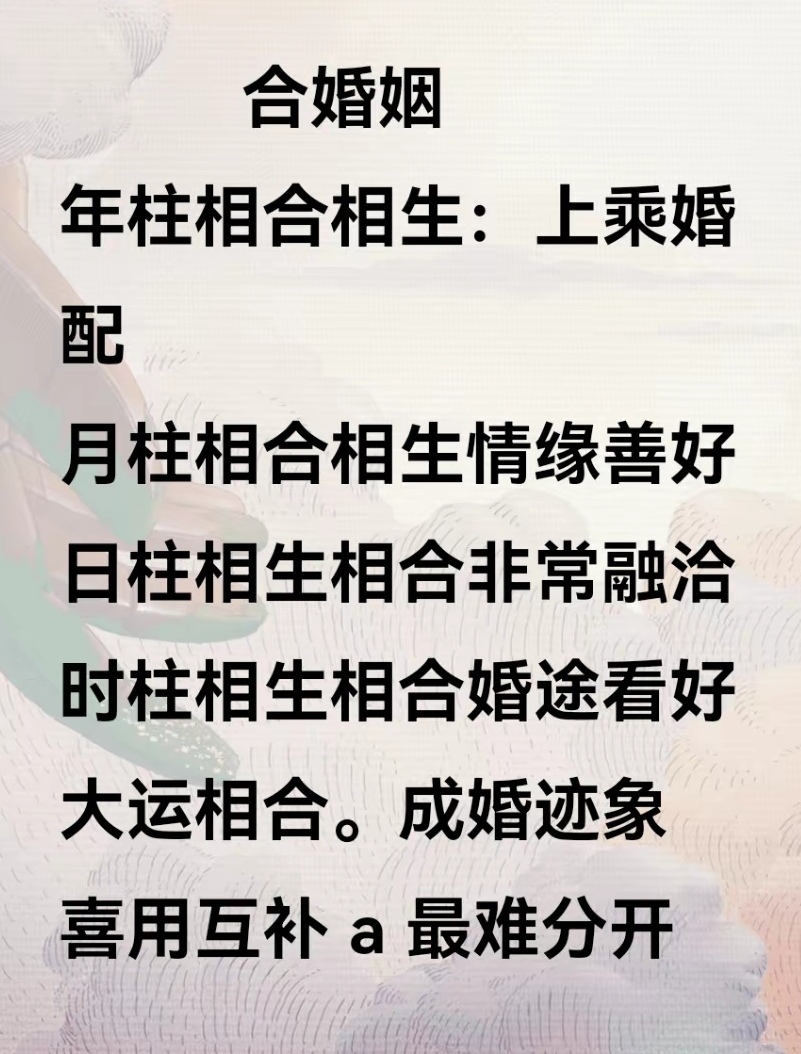 合婚姻
年柱相合相生：上乘婚
配
月柱相合相生情缘善好
日柱相生相合非常融洽
时柱相生相合婚途看好
大运相合。成婚迹象
喜用互补 a 最难分开